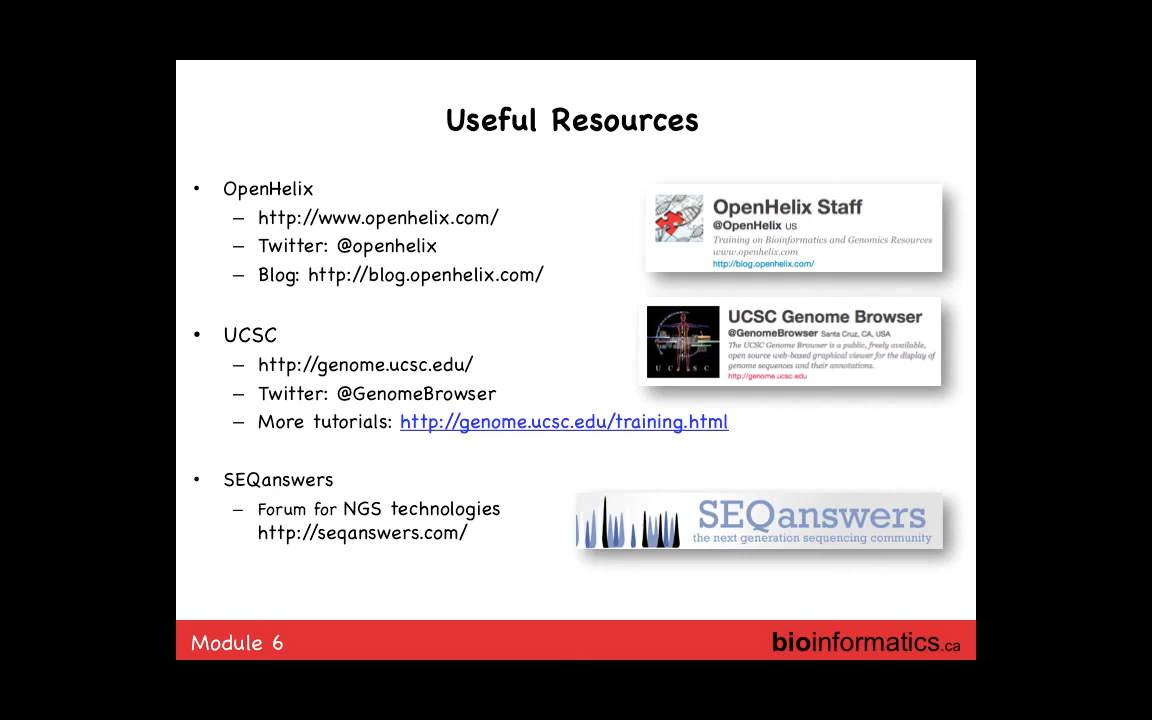 Useful Resources
• OpenHelix
– http://www.openhelix.com/
– Twitter: @openhelix
– Blog: http://blog.openhelix.com/
OpenHelix Staff
@OpenHelix US
Training on Bioinformatics and Genomics Resources
www.openhelix.com
http://blog.openhelix.com/
• UCSC
– http://genome.ucsc.edu/
– Twitter: @GenomeBrowser
– More tutorials: http://genome.ucsc.edu/training.html
UCSC
UCSC Genome Browser
@GenomeBrowser Santa Cruz, CA, USA
The UCSC Genome Browser is a public, freely available,
open source web-based graphical viewer for the display of
genome sequences and their annotations.
http://genome.ucsc.edu
• SEQanswers
– Forum for NGS technologies
http://seqanswers.com/
SEQanswers
the next generation sequencing community
Module 6
bioinformatics.ca